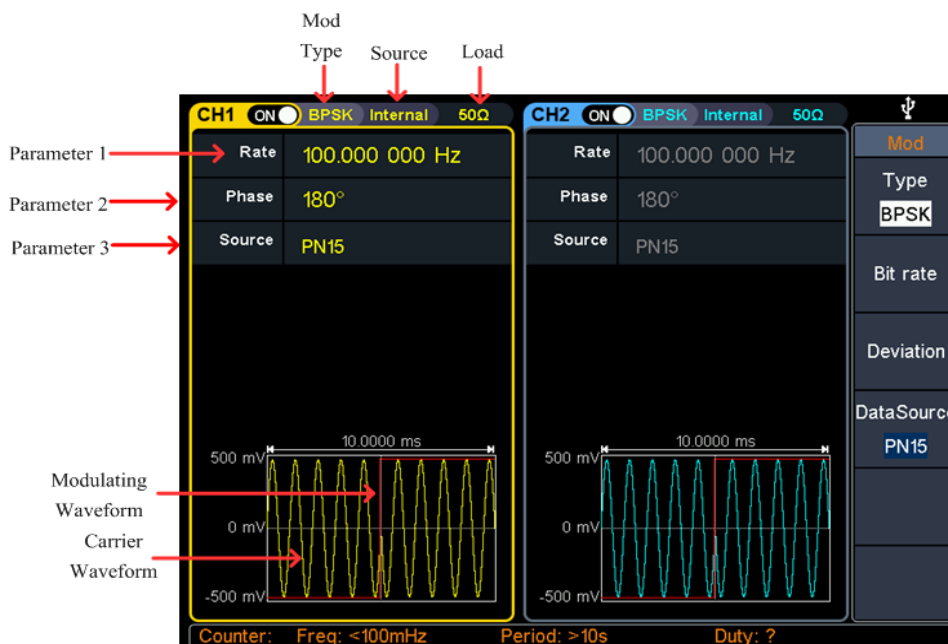 Mod
Type
Source
Load
CH1 ON BPSK Internal 50Ω
CH2 ON BPSK Internal 50Ω
Parameter 1
Rate 100.000 000 Hz
Rate 100.000 000 Hz
Mod
Parameter 2
Phase 180°
Phase 180°
Type
BPSK
Parameter 3
Source PN15
Source PN15
Bit rate
Deviation
DataSource
PN15
10.0000 ms
10.0000 ms
500 mV
500 mV
Modulating
Waveform
0 mV
0 mV
Carrier
Waveform
-500 mV
-500 mV
Counter: Freq: <100mHz Period: >10s Duty: ?